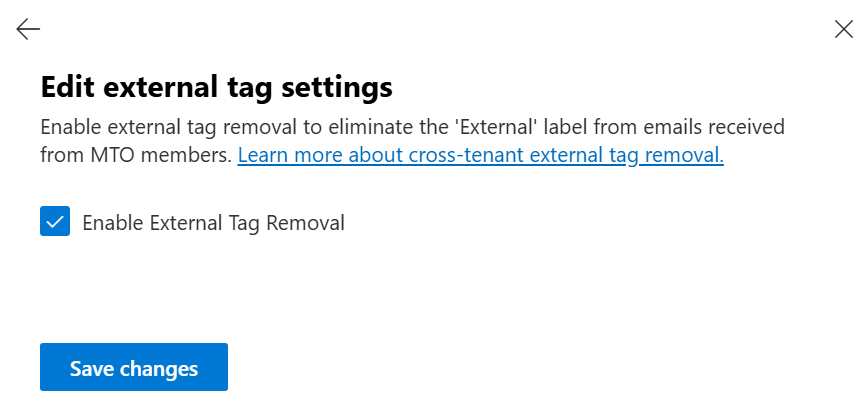 Edit external tag settings
Enable external tag removal to eliminate the 'External' label from emails received
from MTO members. Learn more about cross-tenant external tag removal.
Enable External Tag Removal
Save changes